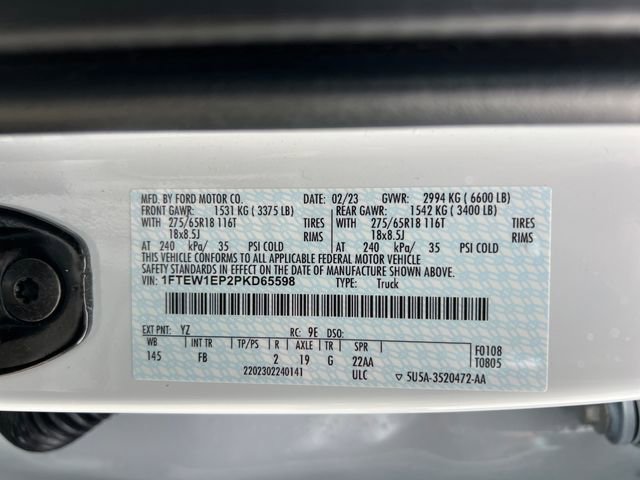 MFD. BY FORD MOTOR CO. DATE: 02/23 GVWR: 2994 KG ( 6600 LB)
FRONT GAWR: 1531 KG ( 3375 LB) REAR GAWR: 1542 KG ( 3400 LB)
WITH 275/65R18 116T TIRES WITH 275/65R18 116T TIRES
18x8.5J RIMS 18x8.5J RIMS
AT 240 kPa/ 35 PSI COLD AT 240 kPa/ 35 PSI COLD
THIS VEHICLE CONFORMS TO ALL APPLICABLE FEDERAL MOTOR VEHICLE
SAFETY STANDARDS IN EFFECT ON THE DATE OF MANUFACTURE SHOWN ABOVE.
VIN: 1FTEW1EP2PKD65598 TYPE: Truck
EXT PNT: YZ RC: 9E DSO: F0108
WB INT TR TP/PS R AXLE TR SPR T0805
145 FB 2 19 G 22AA
2202302240141 ULC 5U5A-3520472-AA